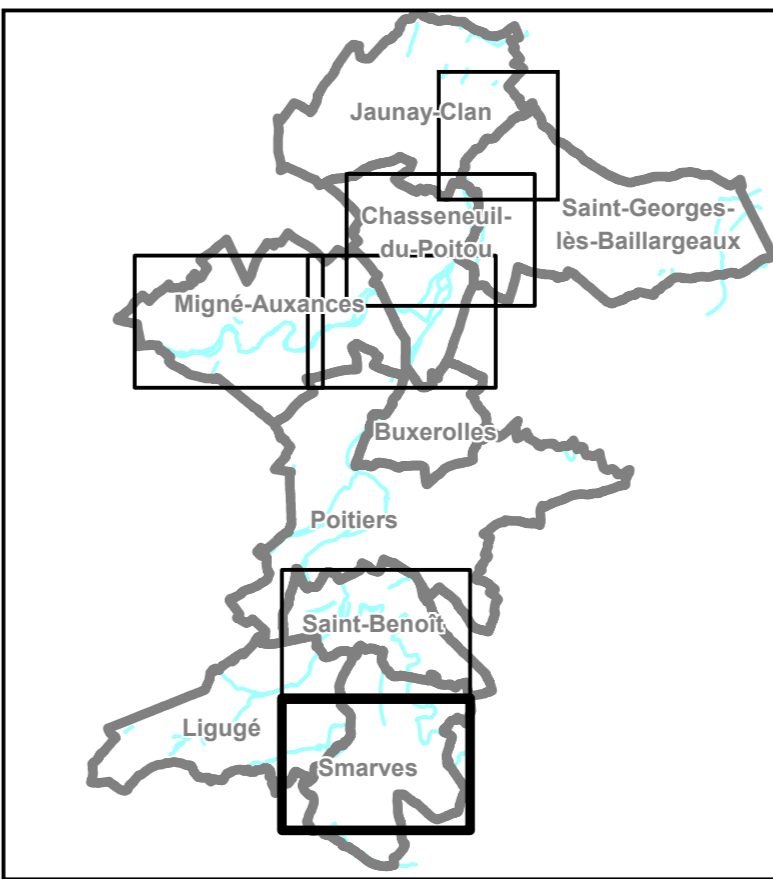 Jaunay-Clan
Chasseneuil-
du-Poitou
Saint-Georges-
lès-Baillargeaux
Migné-Auxances
Buxerolles
Poitiers
Saint-Benoît
Ligugé
Smarves